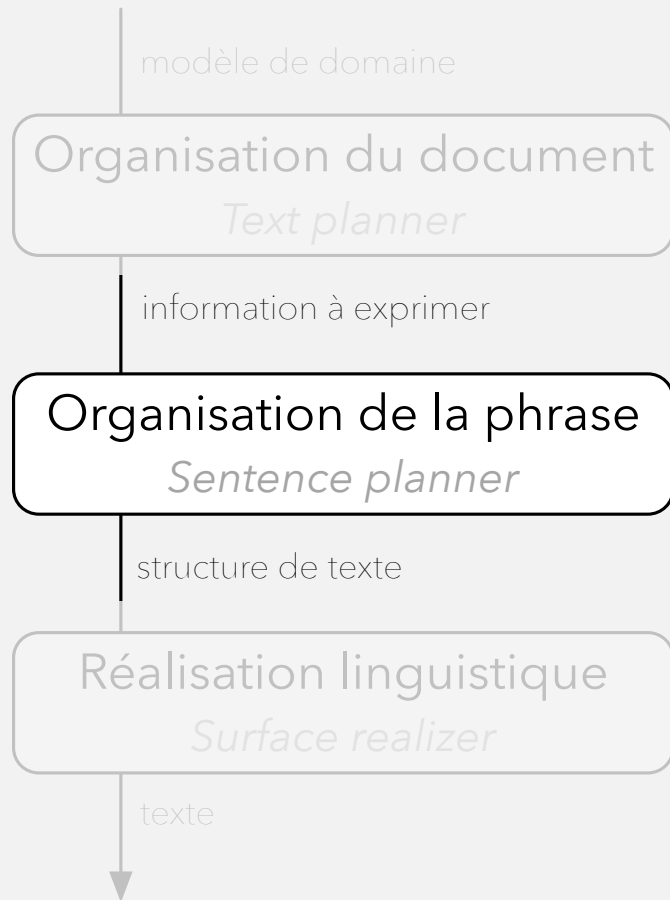 modèle de domaine
Organisation du document
Text planner
information à exprimer
Organisation de la phrase
Sentence planner
structure de texte
Réalisation linguistique
Surface realizer
texte